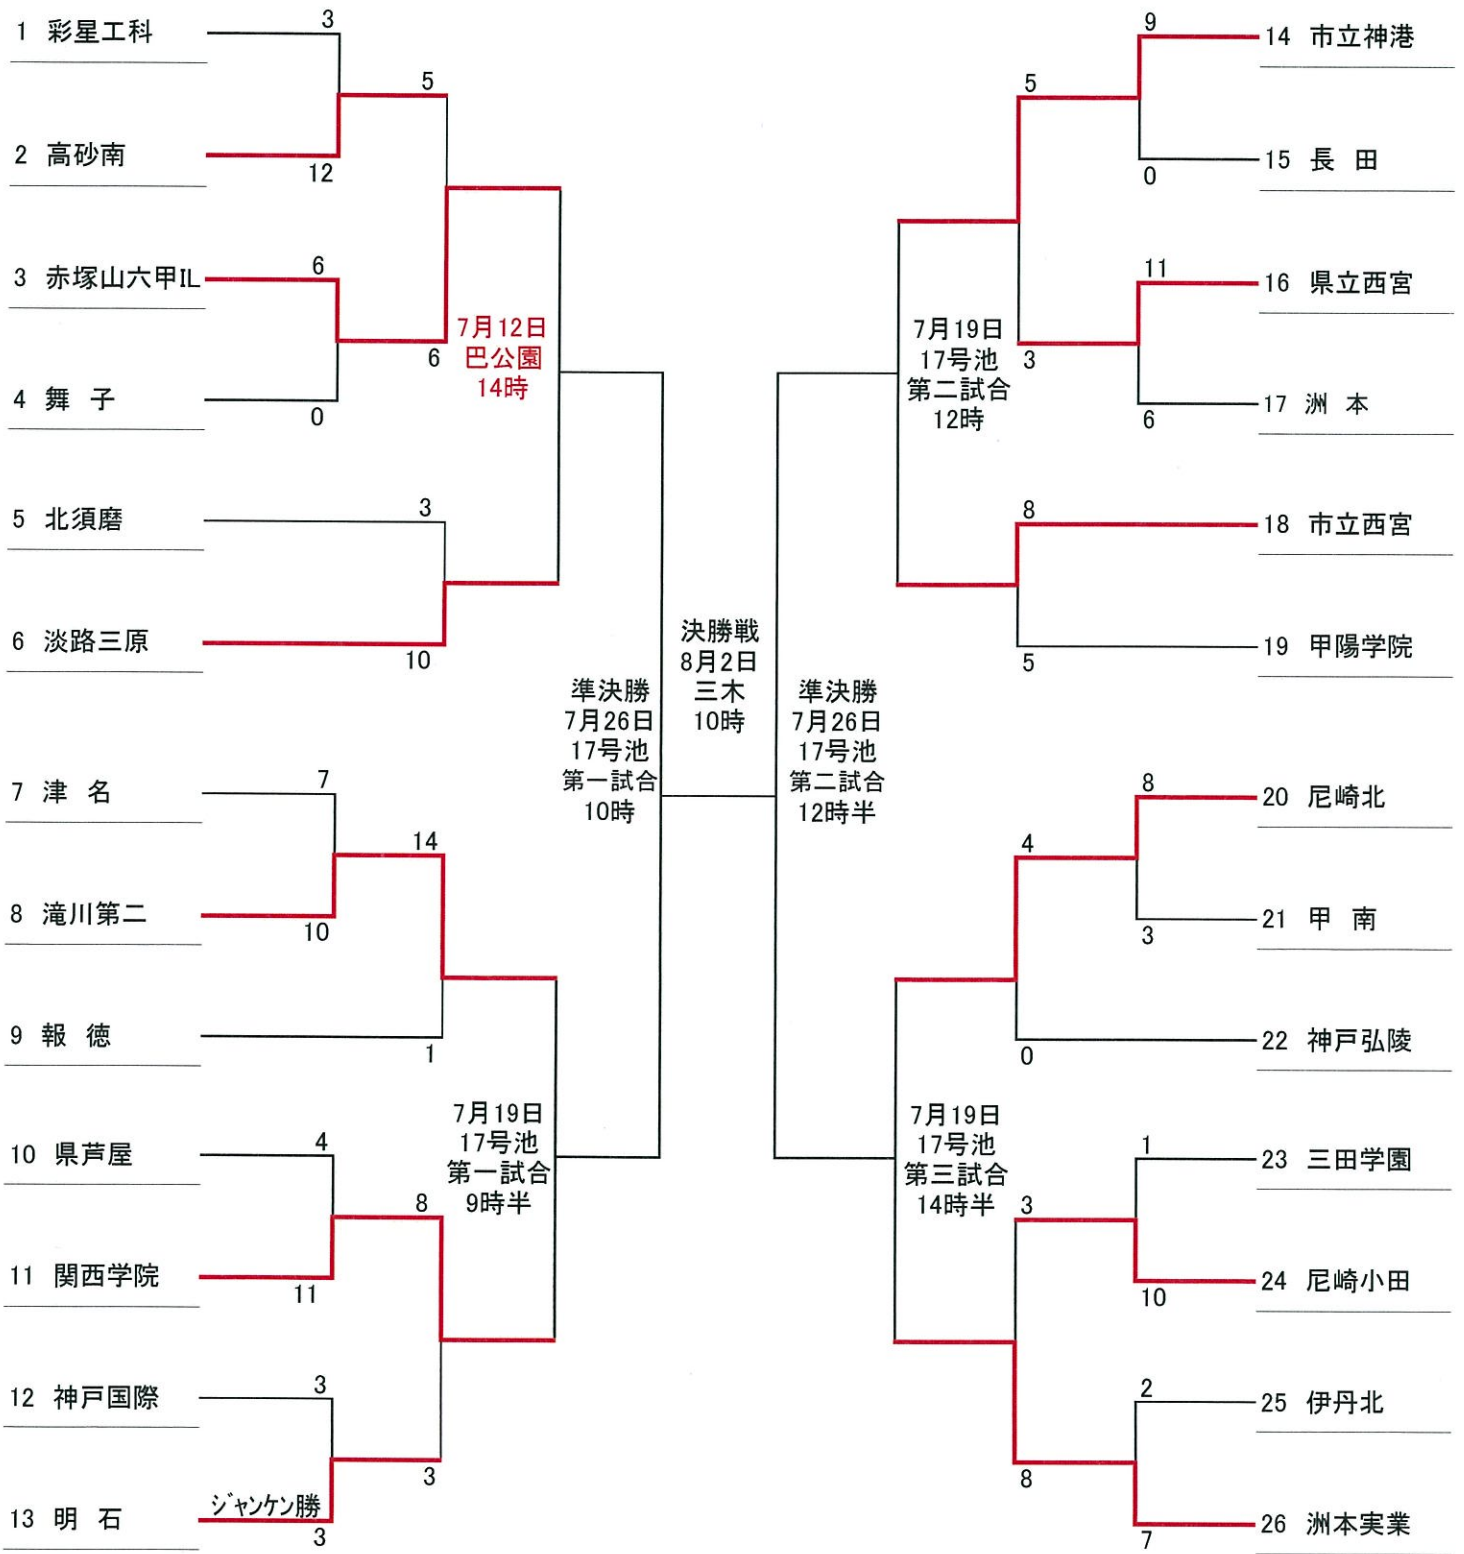 3
1 彩星工科
5
2 高砂南
12
3 赤塚山六甲IL
6
7月12日
巴公園
14時
6
4 舞 子
0
5 北須磨
3
6 淡路三原
10
7 津 名
7
14
8 滝川第二
10
9 報 徳
1
7月19日
17号池
第一試合
9時半
10 県芦屋
4
8
11 関西学院
11
12 神戸国際
3
3
13 明 石
ジャンケン勝
3
準決勝
7月26日
17号池
第一試合
10時
決勝戦
8月2日
三木
10時
準決勝
7月26日
17号池
第二試合
12時半
9
14 市立神港
5
15 長 田
0
11
16 県立西宮
7月19日
17号池
第二試合
12時
3
17 洲 本
6
8
18 市立西宮
19 甲陽学院
5
8
20 尼崎北
4
21 甲 南
3
22 神戸弘陵
0
7月19日
17号池
第三試合
14時半
1
23 三田学園
3
24 尼崎小田
10
2
25 伊丹北
8
26 洲本実業
7